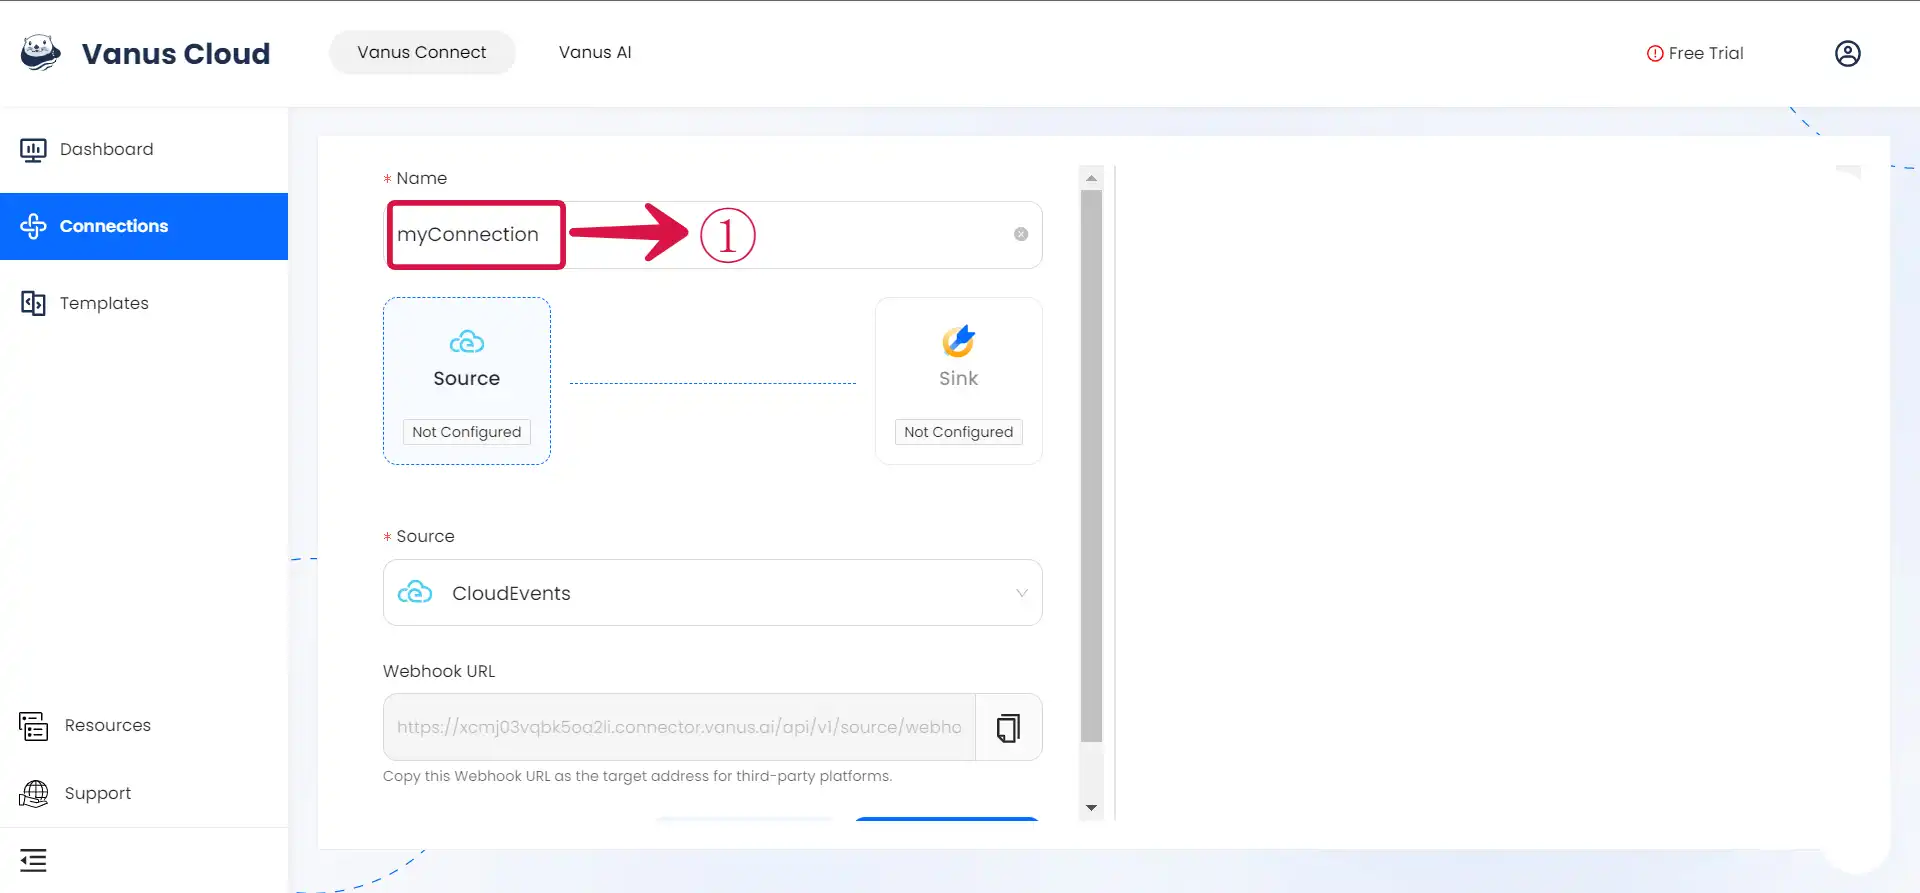 Vanus Cloud
Vanus Connect
Vanus AI
Free Trial
Dashboard
Connections
Templates
Resources
Support
* Name
myConnection
①
Source
Not Configured
Sink
Not Configured
* Source
CloudEvents
Webhook URL
https://xcmj03vqbk5oa2li.connector.vanus.ai/api/v1/source/webho
Copy this Webhook URL as the target address for third-party platforms.